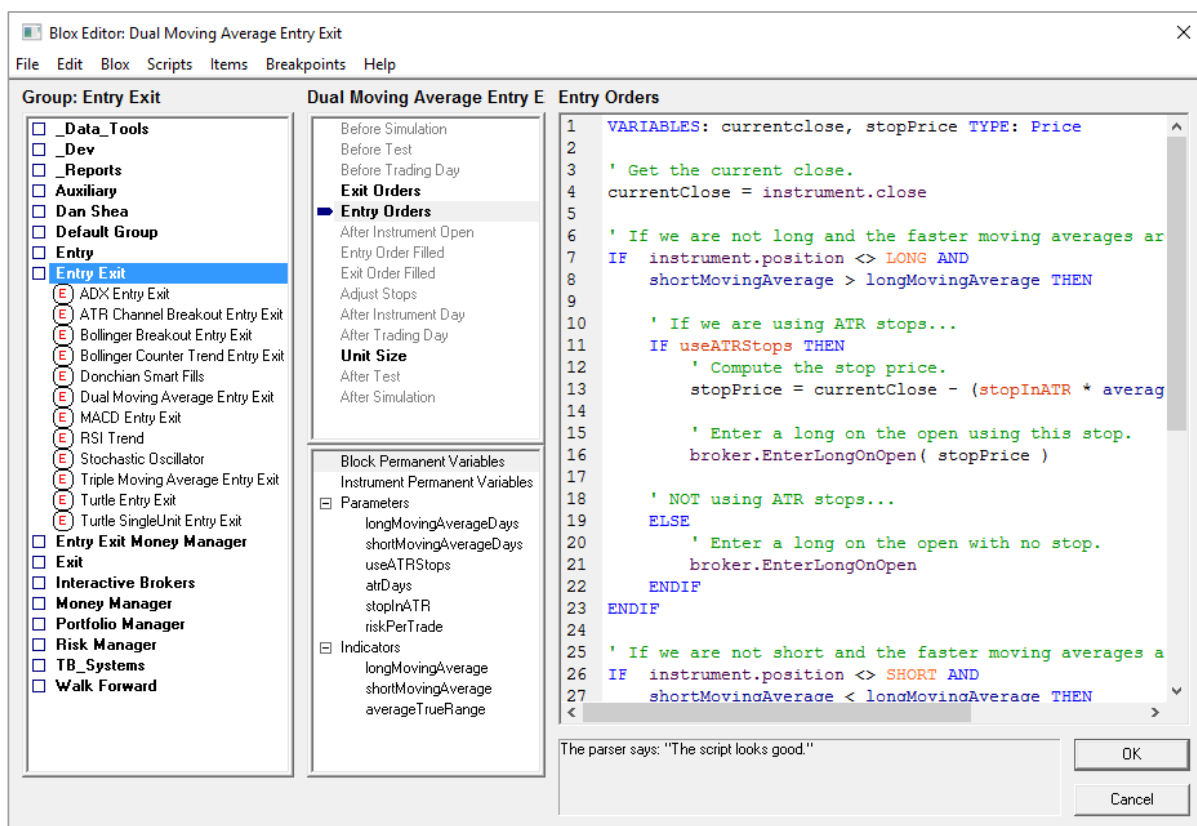 Blox Editor: Dual Moving Average Entry Exit
File Edit Blox Scripts Items Breakpoints Help
Group: Entry Exit
_Data_Tools
_Dev
_Reports
Auxiliary
Dan Shea
Default Group
Entry
Entry Exit
E ADX Entry Exit
E ATR Channel Breakout Entry Exit
E Bollinger Breakout Entry Exit
E Bollinger Counter Trend Entry Exit
E Donchian Smart Fills
E Dual Moving Average Entry Exit
E MACD Entry Exit
E RSI Trend
E Stochastic Oscillator
E Triple Moving Average Entry Exit
E Turtle Entry Exit
E Turtle SingleUnit Entry Exit
Entry Exit Money Manager
Exit
Interactive Brokers
Money Manager
Portfolio Manager
Risk Manager
TB_Systems
Walk Forward
Dual Moving Average Entry E
Before Simulation
Before Test
Before Trading Day
Exit Orders
Entry Orders
After Instrument Open
Entry Order Filled
Exit Order Filled
Adjust Stops
After Instrument Day
After Trading Day
Unit Size
After Test
After Simulation
Block Permanent Variables
Instrument Permanent Variables
Parameters
longMovingAverageDays
shortMovingAverageDays
useATRStops
atrDays
stopInATR
riskPerTrade
Indicators
longMovingAverage
shortMovingAverage
averageTrueRange
Entry Orders
1 VARIABLES: currentclose, stopPrice TYPE: Price
2
3 ' Get the current close.
4 currentClose = instrument.close
5
6 ' If we are not long and the faster moving averages ar
7 IF instrument.position <> LONG AND
8 shortMovingAverage > longMovingAverage THEN
9
10 ' If we are using ATR stops...
11 IF useATRStops THEN
12 ' Compute the stop price.
13 stopPrice = currentClose - (stopInATR * averag
14
15 ' Enter a long on the open using this stop.
16 broker.EnterLongOnOpen( stopPrice )
17
18 ' NOT using ATR stops...
19 ELSE
20 ' Enter a long on the open with no stop.
21 broker.EnterLongOnOpen
22 ENDIF
23 ENDIF
24
25 ' If we are not short and the faster moving averages a
26 IF instrument.position <> SHORT AND
27 shortMovingAverage < longMovingAverage THEN
The parser says: "The script looks good."
OK
Cancel